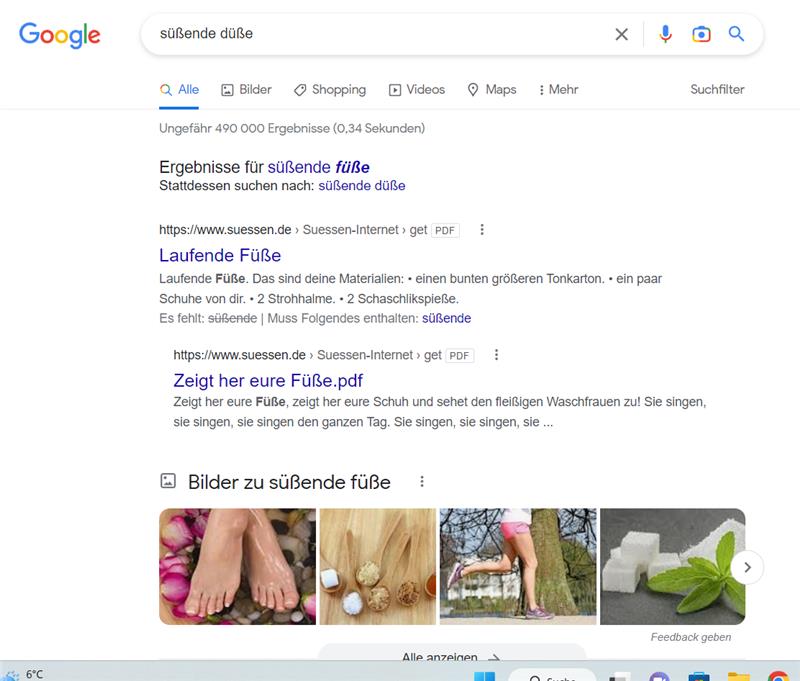 Google
süßende düße
Alle Bilder Shopping Videos Maps Mehr Suchfilter
Ungefähr 490 000 Ergebnisse (0,34 Sekunden)
Ergebnisse für süßende füße
Stattdessen suchen nach: süßende düße
https://www.suessen.de › Suessen-Internet › get PDF
Laufende Füße
Laufende Füße. Das sind deine Materialien: • einen bunten größeren Tonkarton. • ein paar
Schuhe von dir. • 2 Strohhalme. • 2 Schaschlikspieße.
Es fehlt: süßende | Muss Folgendes enthalten: süßende
https://www.suessen.de › Suessen-Internet › get PDF
Zeigt her eure Füße.pdf
Zeigt her eure Füße, zeigt her eure Schuh und sehet den fleißigen Waschfrauen zu! Sie singen,
sie singen, sie singen den ganzen Tag. Sie singen, sie singen, sie ...
Bilder zu süßende füße
Feedback geben
Alle anzeigen
6°C
Suche